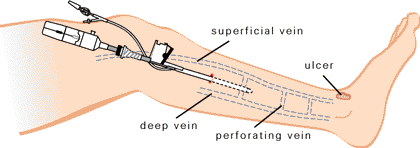 superficial vein
ulcer
deep vein
perforating vein